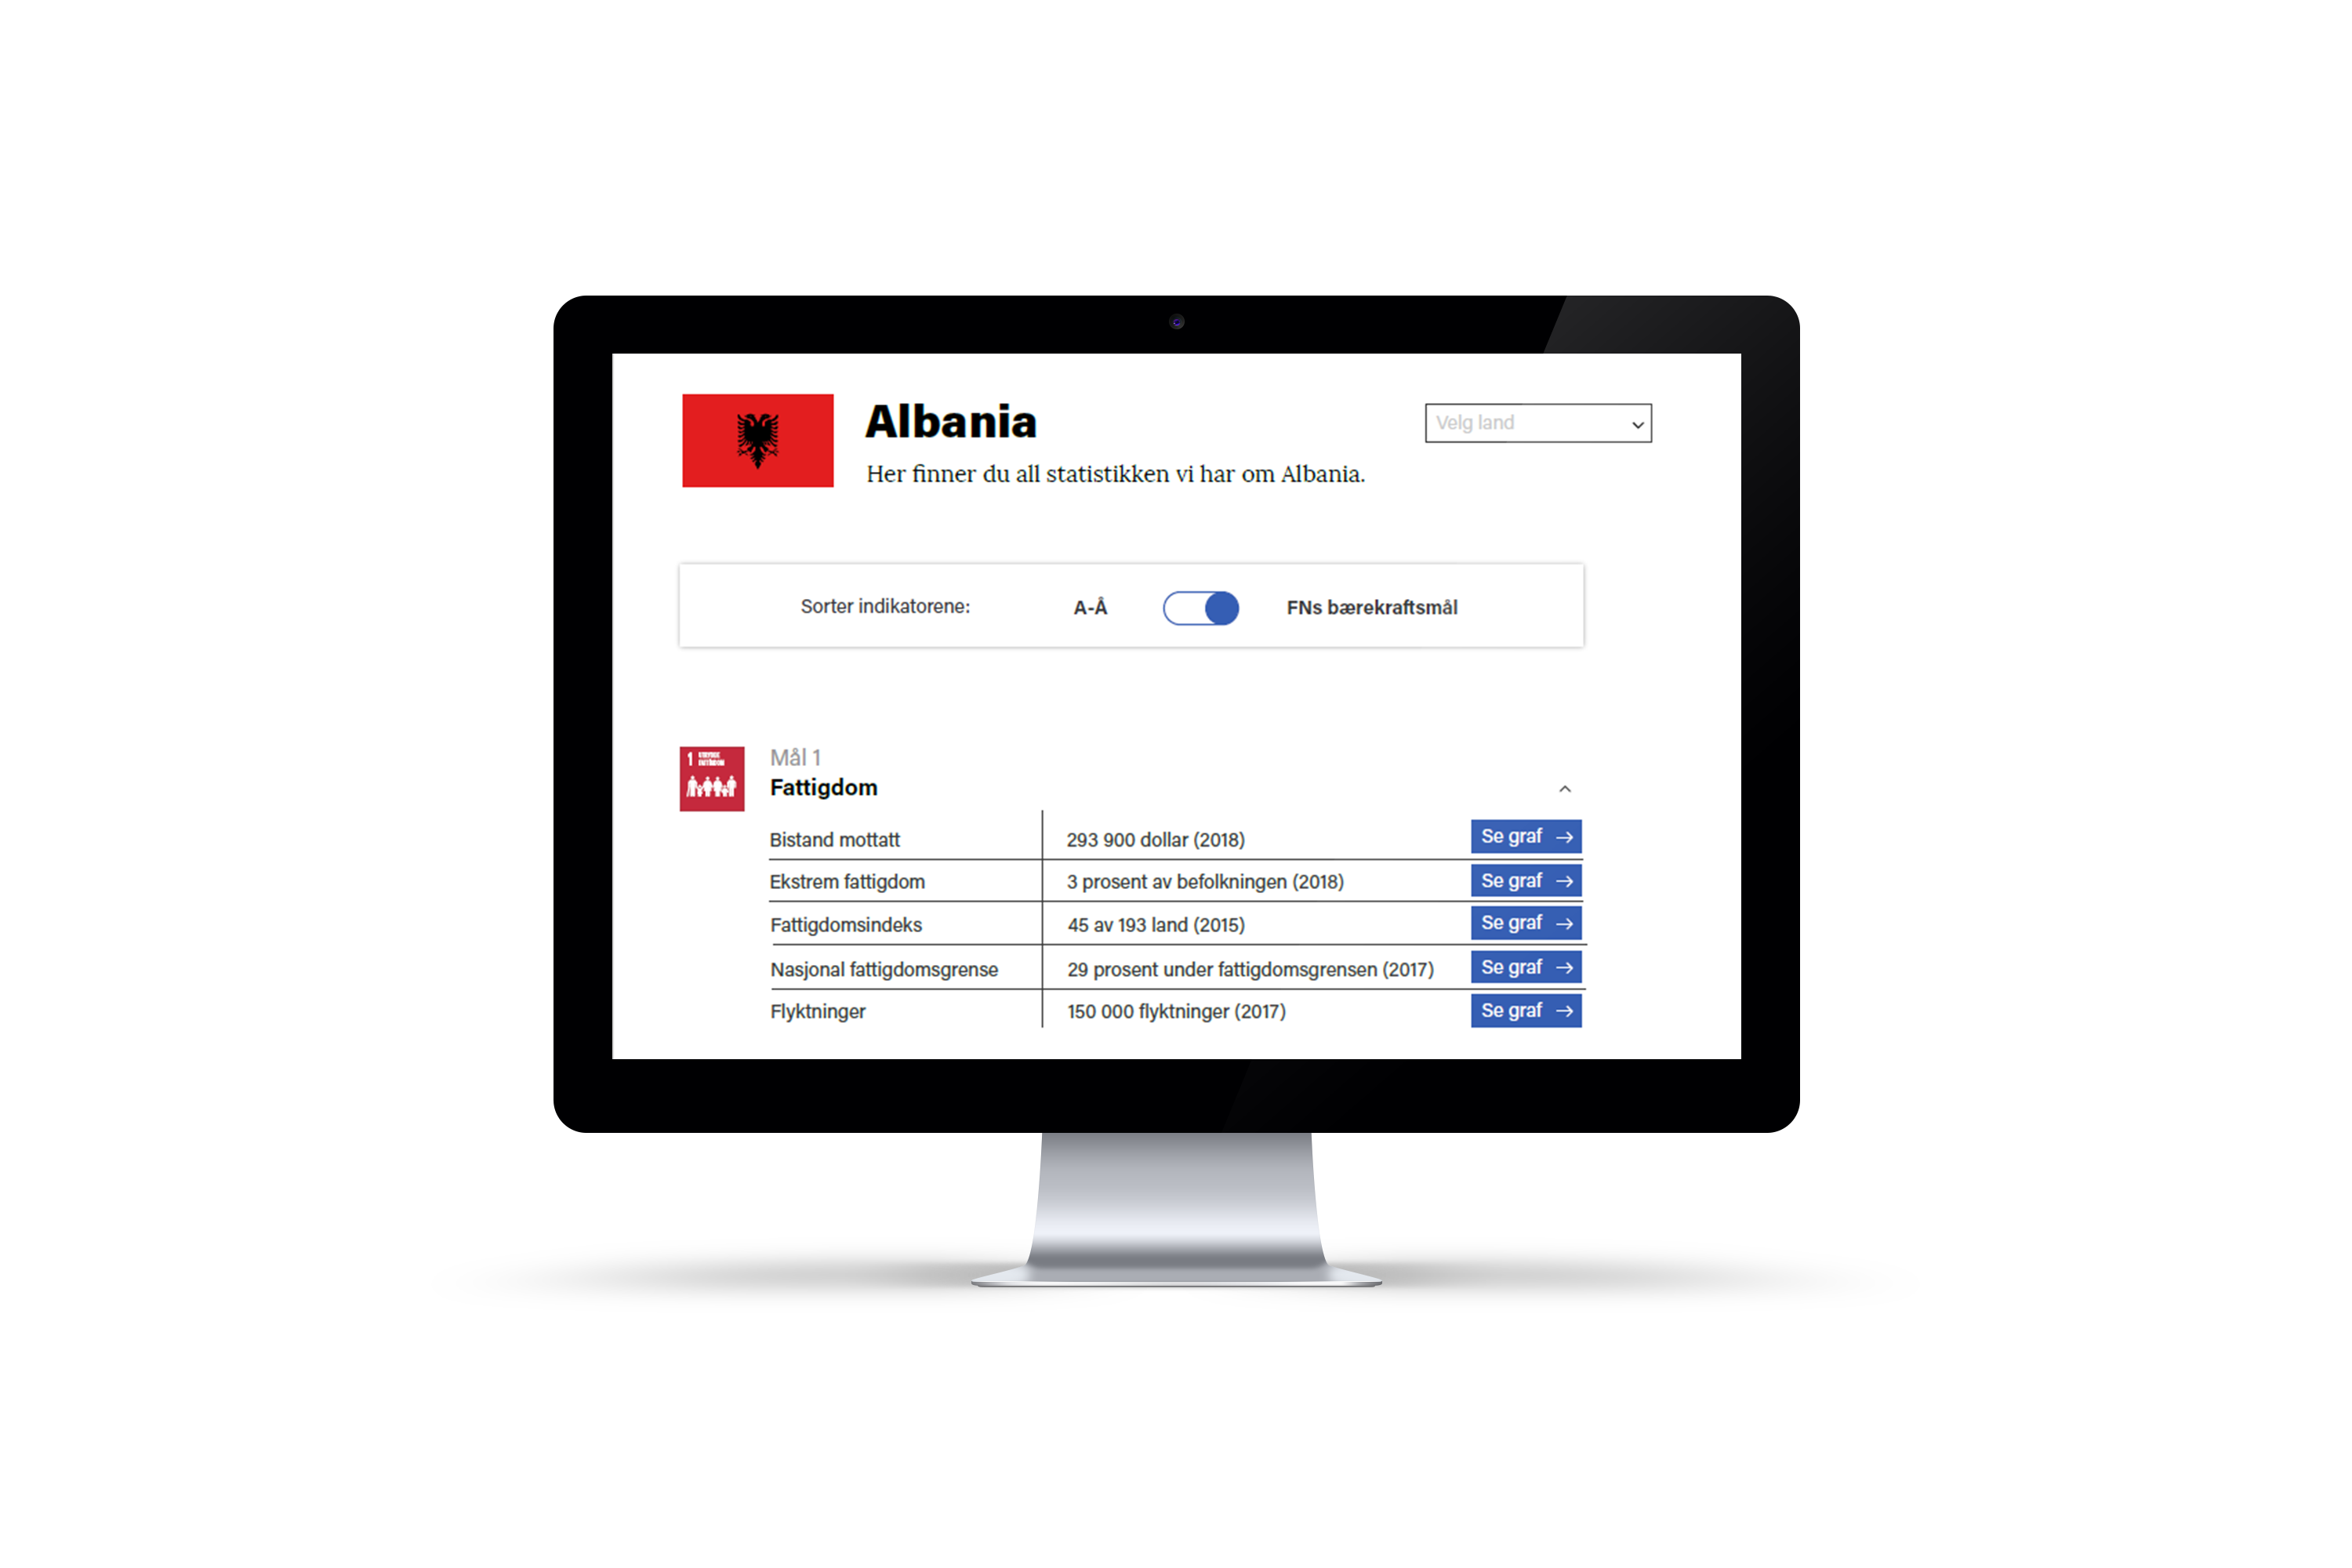 Albania
Velg land
Her finner du all statistikken vi har om Albania.
Sorter indikatorene: A-Å FNs bærekraftsmål
1 UTRYDDE
FATTIGDOM
Mål 1
Fattigdom
Bistand mottatt 293 900 dollar (2018) Se graf →
Ekstrem fattigdom 3 prosent av befolkningen (2018) Se graf →
Fattigdomsindeks 45 av 193 land (2015) Se graf →
Nasjonal fattigdomsgrense 29 prosent under fattigdomsgrensen (2017) Se graf →
Flyktninger 150 000 flyktninger (2017) Se graf →